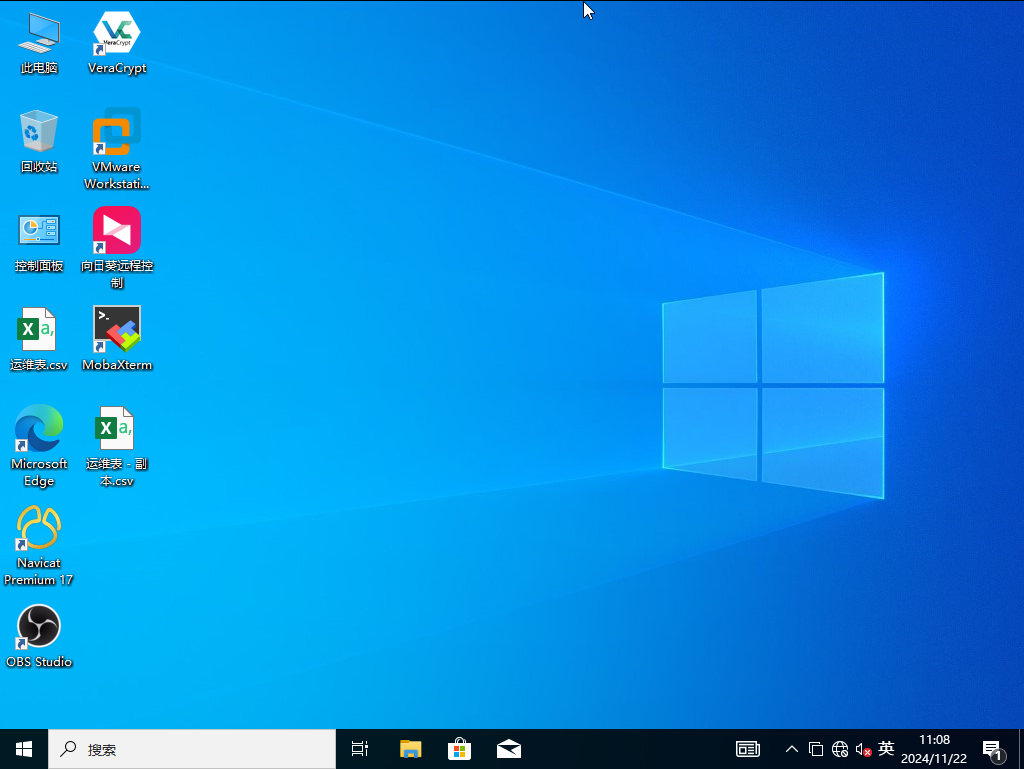 此电脑
VeraCrypt
回收站
VMware
Workstati...
控制面板
向日葵远程控
制
运维表.csv
MobaXterm
Microsoft
Edge
运维表 - 副
本.csv
Navicat
Premium 17
OBS Studio
搜索
英
11:08
2024/11/22
1